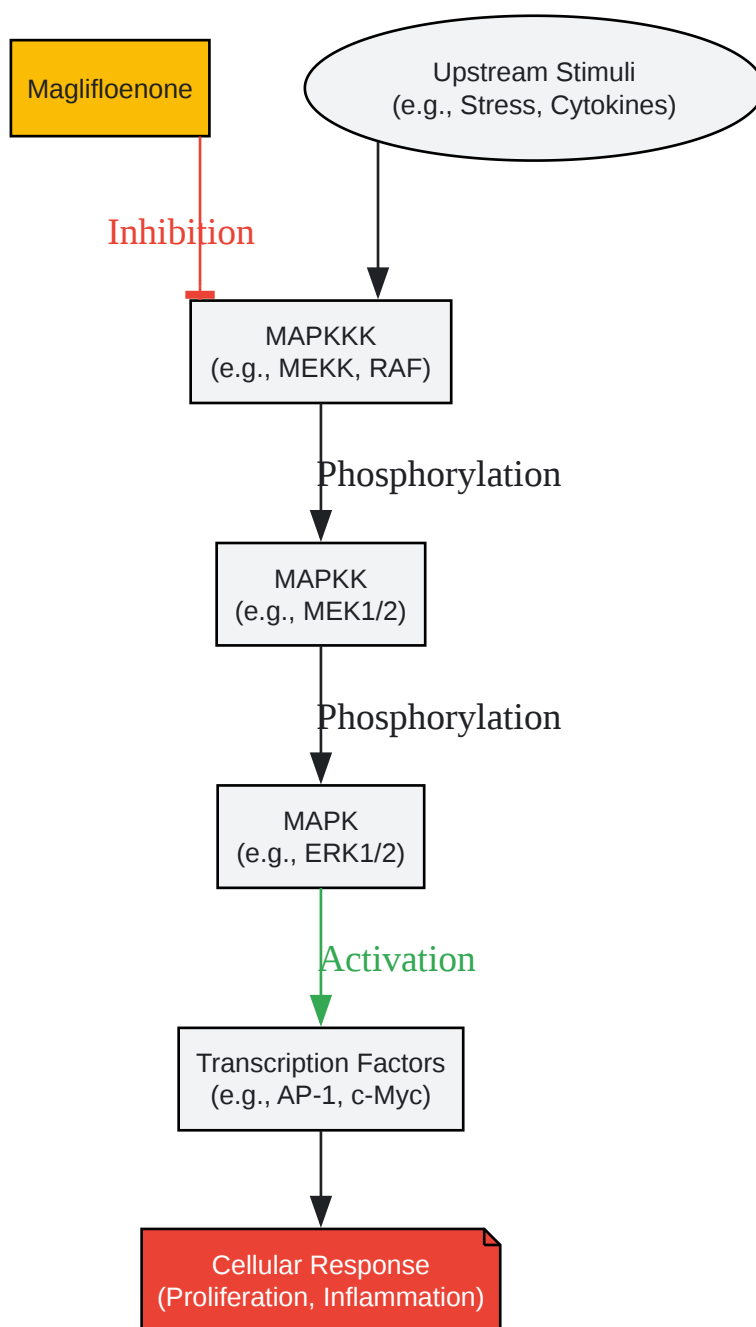 Maglifloenone
Upstream Stimuli
(e.g., Stress, Cytokines)
Inhibition
MAPKKK
(e.g., MEKK, RAF)
Phosphorylation
MAPKK
(e.g., MEK1/2)
Phosphorylation
MAPK
(e.g., ERK1/2)
Activation
Transcription Factors
(e.g., AP-1, c-Myc)
Cellular Response
(Proliferation, Inflammation)